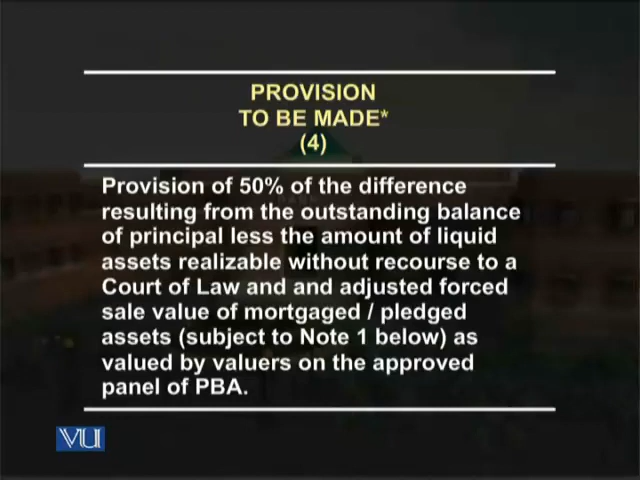 PROVISION
TO BE MADE*
(4)
Provision of 50% of the difference
resulting from the outstanding balance
of principal less the amount of liquid
assets realizable without recourse to a
Court of Law and and adjusted forced
sale value of mortgaged / pledged
assets (subject to Note 1 below) as
valued by valuers on the approved
panel of PBA.
VU